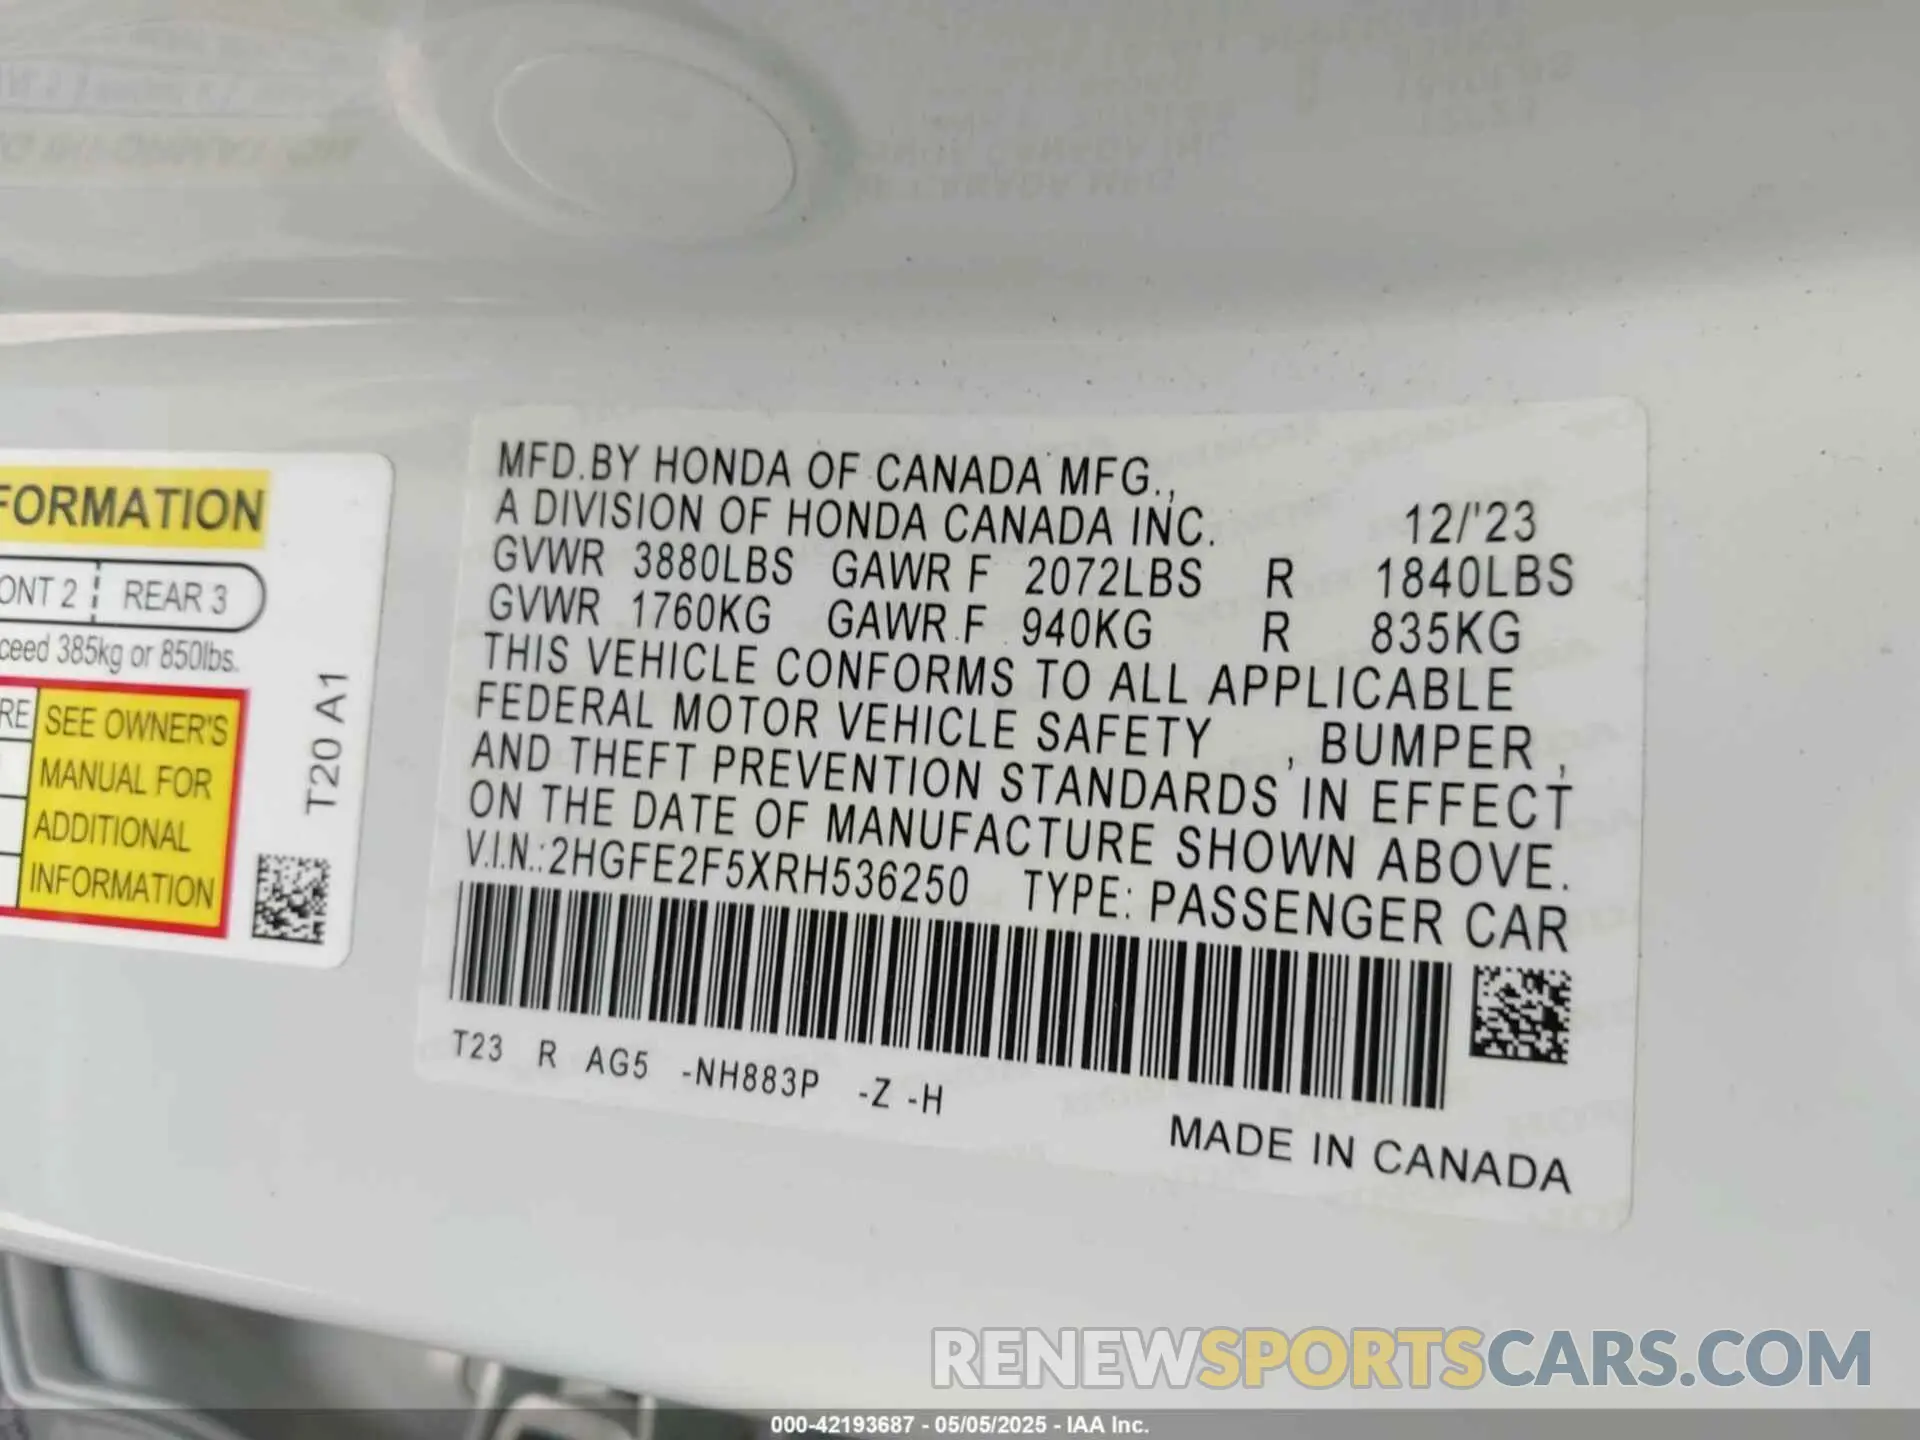 FORMATION
ONT 2 REAR 3
ceed 385kg or 850lbs.
RE
SEE OWNER'S
MANUAL FOR
ADDITIONAL
INFORMATION
T20 A1
MFD.BY HONDA OF CANADA MFG.,
A DIVISION OF HONDA CANADA INC. 12/'23
GVWR 3880LBS GAWR F 2072LBS R 1840LBS
GVWR 1760KG GAWR F 940KG R 835KG
THIS VEHICLE CONFORMS TO ALL APPLICABLE
FEDERAL MOTOR VEHICLE SAFETY , BUMPER ,
AND THEFT PREVENTION STANDARDS IN EFFECT
ON THE DATE OF MANUFACTURE SHOWN ABOVE.
V.I.N.:2HGFE2F5XRH536250 TYPE: PASSENGER CAR
T23 R AG5 -NH883P -Z -H
MADE IN CANADA
RENEWSPORTSCARS.COM
000-42193687 - 05/05/2025 - IAA Inc.